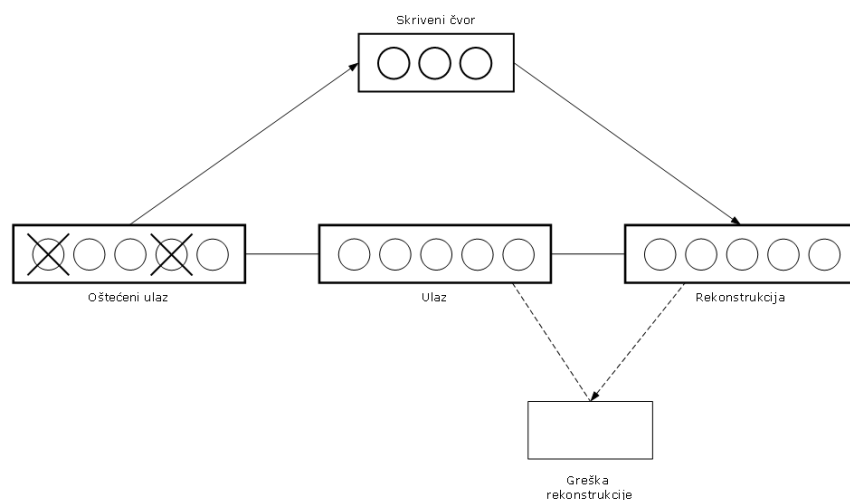 Skriveni čvor
Oštećeni ulaz
Ulaz
Rekonstrukcija
Greška
rekonstrukcije